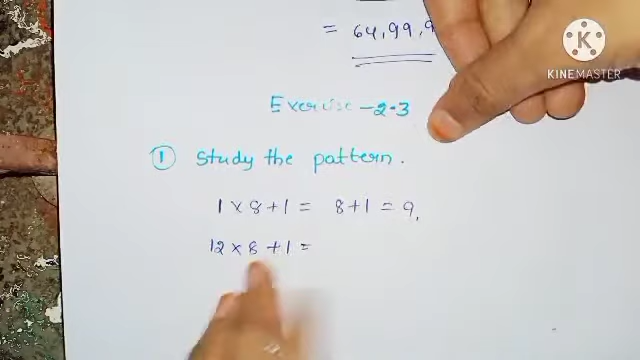 = 64,99,9
KINEMASTER
Exercise -2.3
① Study the pattern.
1 × 8 + 1 = 8 + 1 = 9,
12 × 8 + 1 =